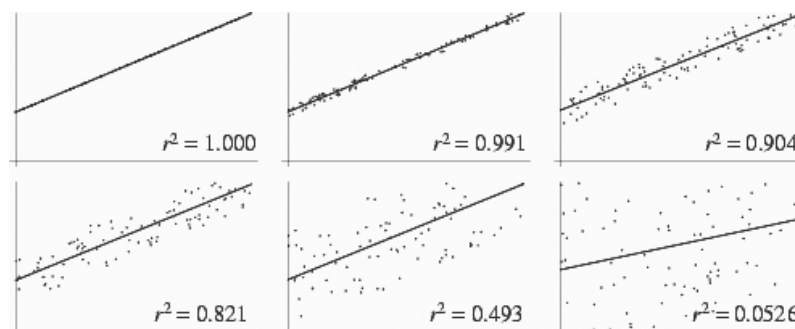 r² = 1.000
r² = 0.991
r² = 0.904
r² = 0.821
r² = 0.493
r² = 0.0526